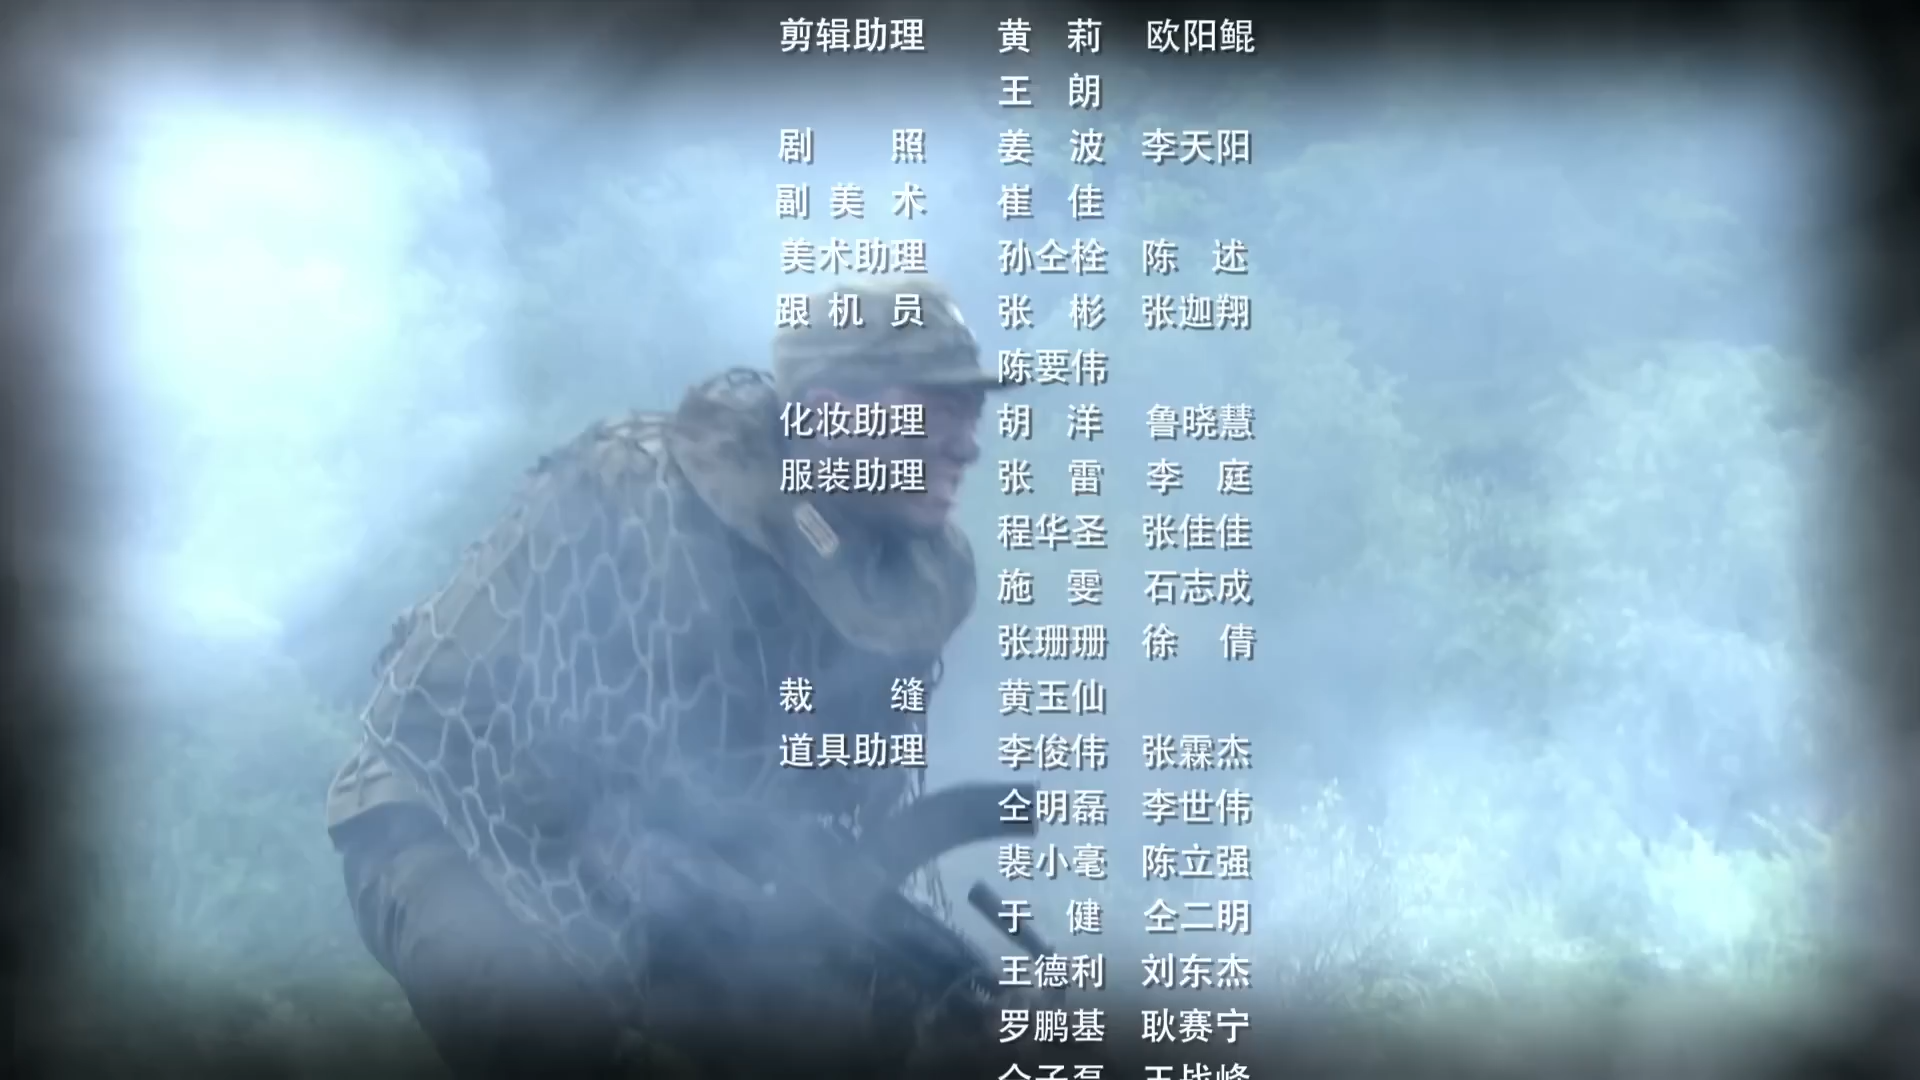 剪辑助理 黄 莉 欧阳鲲
王 朗
剧 照 姜 波 李天阳
副美术 崔 佳
美术助理 孙仝栓 陈 述
跟机员 张 彬 张迦翔
陈要伟
化妆助理 胡 洋 鲁晓慧
服装助理 张 雷 李 庭
程华圣 张佳佳
施 雯 石志成
张珊珊 徐 倩
裁 缝 黄玉仙
道具助理 李俊伟 张霖杰
仝明磊 李世伟
裴小毫 陈立强
于 健 仝二明
王德利 刘东杰
罗鹏基 耿赛宁